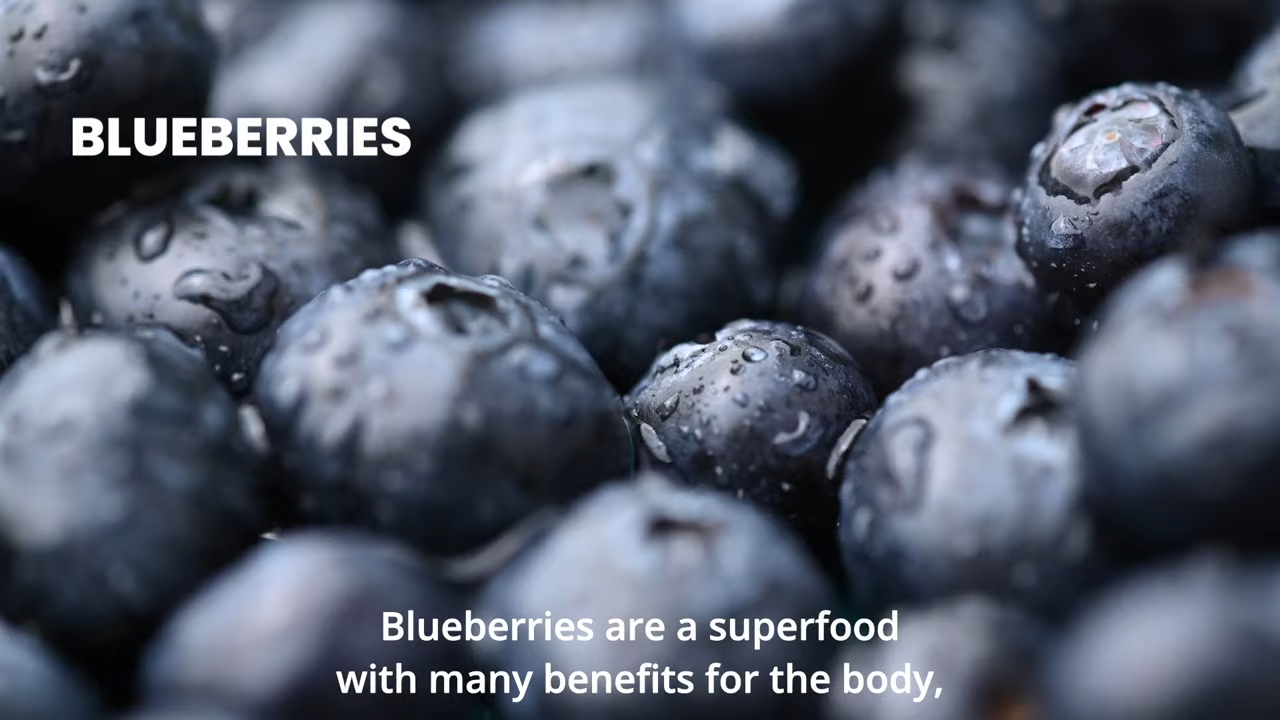 BLUEBERRIES
Blueberries are a superfood
with many benefits for the body,